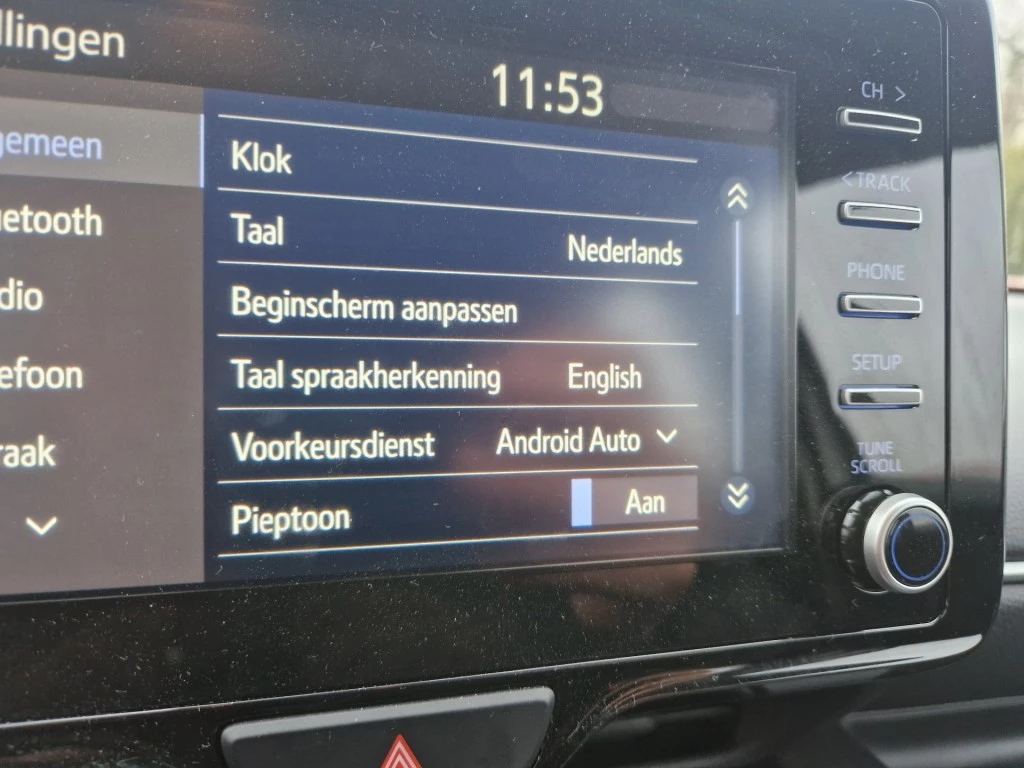 llingen
11:53
gemeen
uetooth
dio
efoon
raak
Klok
Taal Nederlands
Beginscherm aanpassen
Taal spraakherkenning English
Voorkeursdienst Android Auto
Pieptoon Aan
CH >
< TRACK
PHONE
SETUP
TUNE
SCROLL